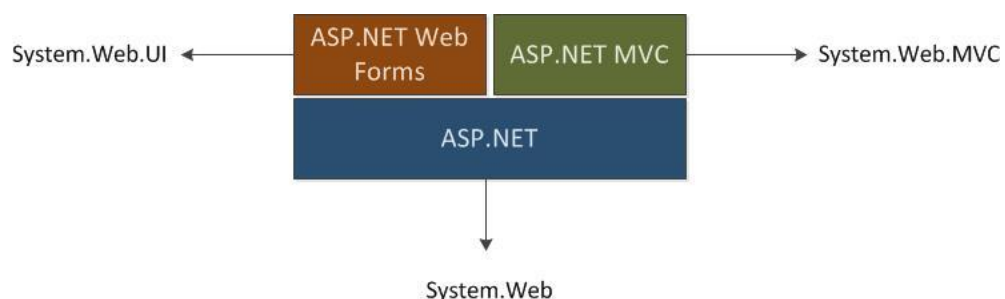 System.Web.UI
ASP.NET Web
Forms
ASP.NET MVC
System.Web.MVC
ASP.NET
System.Web